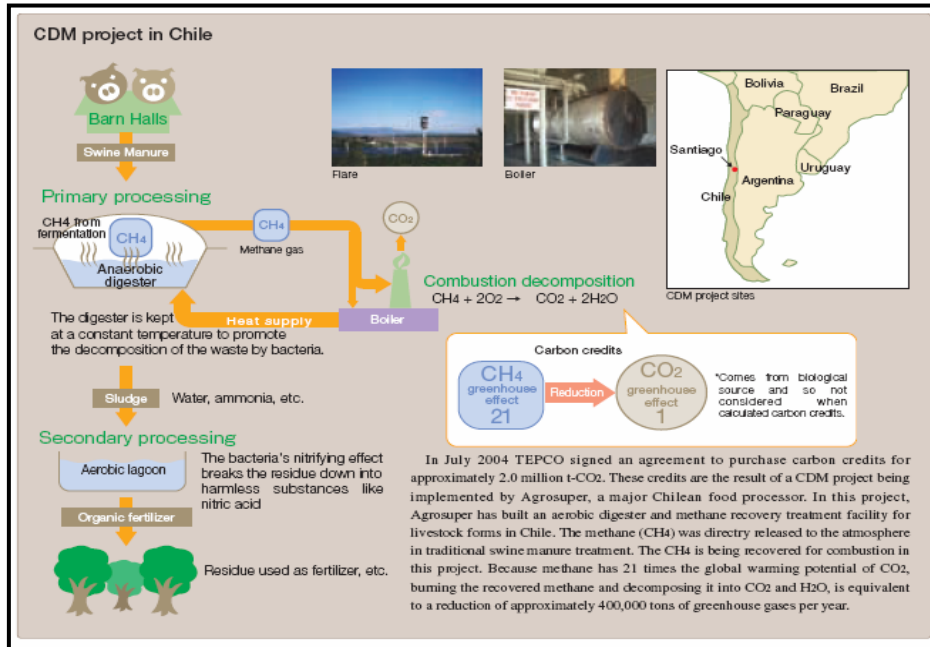 CDM project in Chile
Barn Halls
Swine Manure
Primary processing
CH4 from
fermentation
CH4
Anaerobic
digester
CH4
Methane gas
CO2
Combustion decomposition
CH4 + 2O2 → CO2 + 2H2O
Heat supply
Boiler
The digester is kept
at a constant temperature to promote
the decomposition of the waste by bacteria.
Sludge
Water, ammonia, etc.
Secondary processing
Aerobic lagoon
The bacteria's nitrifying effect
breaks the residue down into
harmless substances like
nitric acid
Organic fertilizer
Residue used as fertilizer, etc.
Flare
Boiler
Bolivia
Brazil
Paraguay
Santiago
Uruguay
Argentina
Chile
CDM project sites
Carbon credits
CH4
greenhouse
effect
21
Reduction
CO2
greenhouse
effect
1
*Comes from biological
source and so not
considered when
calculated carbon credits.
In July 2004 TEPCO signed an agreement to purchase carbon credits for
approximately 2.0 million t-CO2. These credits are the result of a CDM project being
implemented by Agrosuper, a major Chilean food processor. In this project,
Agrosuper has built an aerobic digester and methane recovery treatment facility for
livestock forms in Chile. The methane (CH4) was directry released to the atmosphere
in traditional swine manure treatment. The CH4 is being recovered for combustion in
this project. Because methane has 21 times the global warming potential of CO2,
burning the recovered methane and decomposing it into CO2 and H2O, is equivalent
to a reduction of approximately 400,000 tons of greenhouse gases per year.